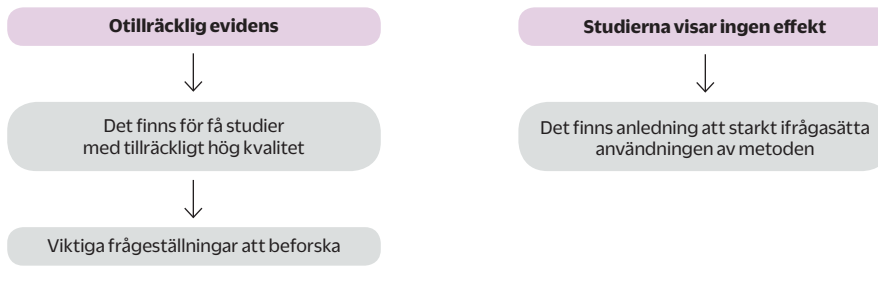 Otillräcklig evidens
Det finns för få studier
med tillräckligt hög kvalitet
Viktiga frågeställningar att beforska
Studierna visar ingen effekt
Det finns anledning att starkt ifrågasätta
användningen av metoden